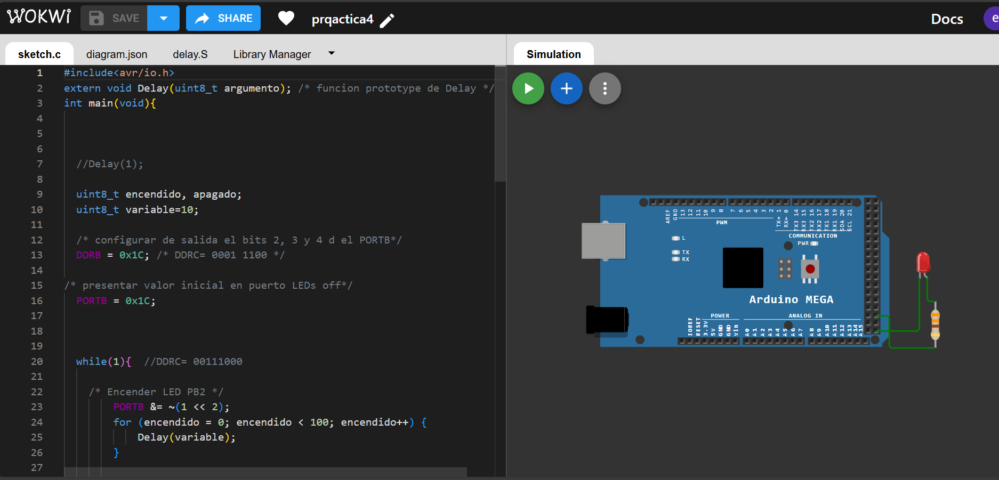 WOKWi SAVE SHARE prqactica4 Docs e
sketch.c diagram.json delay.S Library Manager Simulation
1 #include<avr/io.h>
2 extern void Delay(uint8_t argumento); /* funcion prototype de Delay */
3 int main(void){
4
5
6
7 //Delay(1);
8
9 uint8_t encendido, apagado;
10 uint8_t variable=10;
11
12 /* configurar de salida el bits 2, 3 y 4 d el PORTB*/
13 DDRB = 0x1C; /* DDRC= 0001 1100 */
14
15 /* presentar valor inicial en puerto LEDs off*/
16 PORTB = 0x1C;
17
18
19
20 while(1){ //DDRC= 00111000
21
22 /* Encender LED PB2 */
23 PORTB &= ~(1 << 2);
24 for (encendido = 0; encendido < 100; encendido++) {
25 Delay(variable);
26 }
27
AREF GND 13 12 11 10 9 8 7 6 5 4 3 2 TX→ 1 RX← 0 TX3 14 RX3 15 TX2 16 RX2 17 TX1 18 RX1 19 SDA 20 SCL 21
PWM
COMMUNICATION
L
PWR
TX
RX
Arduino MEGA
POWER ANALOG IN
IOREF RESET 3.3V 5V GND GND Vin A0 A1 A2 A3 A4 A5 A6 A7 A8 A9 A10 A11 A12 A13 A14 A15